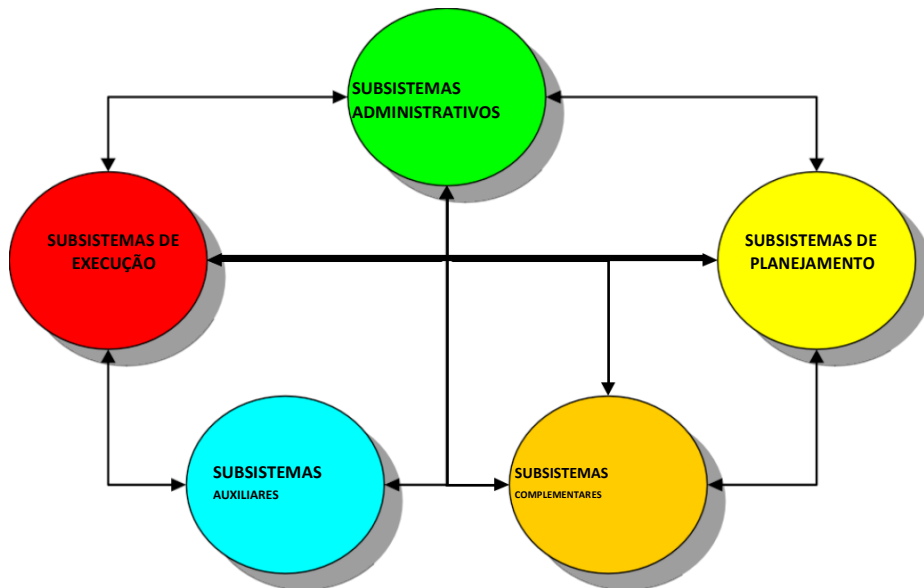 SUBSISTEMAS
ADMINISTRATIVOS
SUBSISTEMAS DE
EXECUÇÃO
SUBSISTEMAS DE
PLANEJAMENTO
SUBSISTEMAS
AUXILIARES
SUBSISTEMAS
COMPLEMENTARES